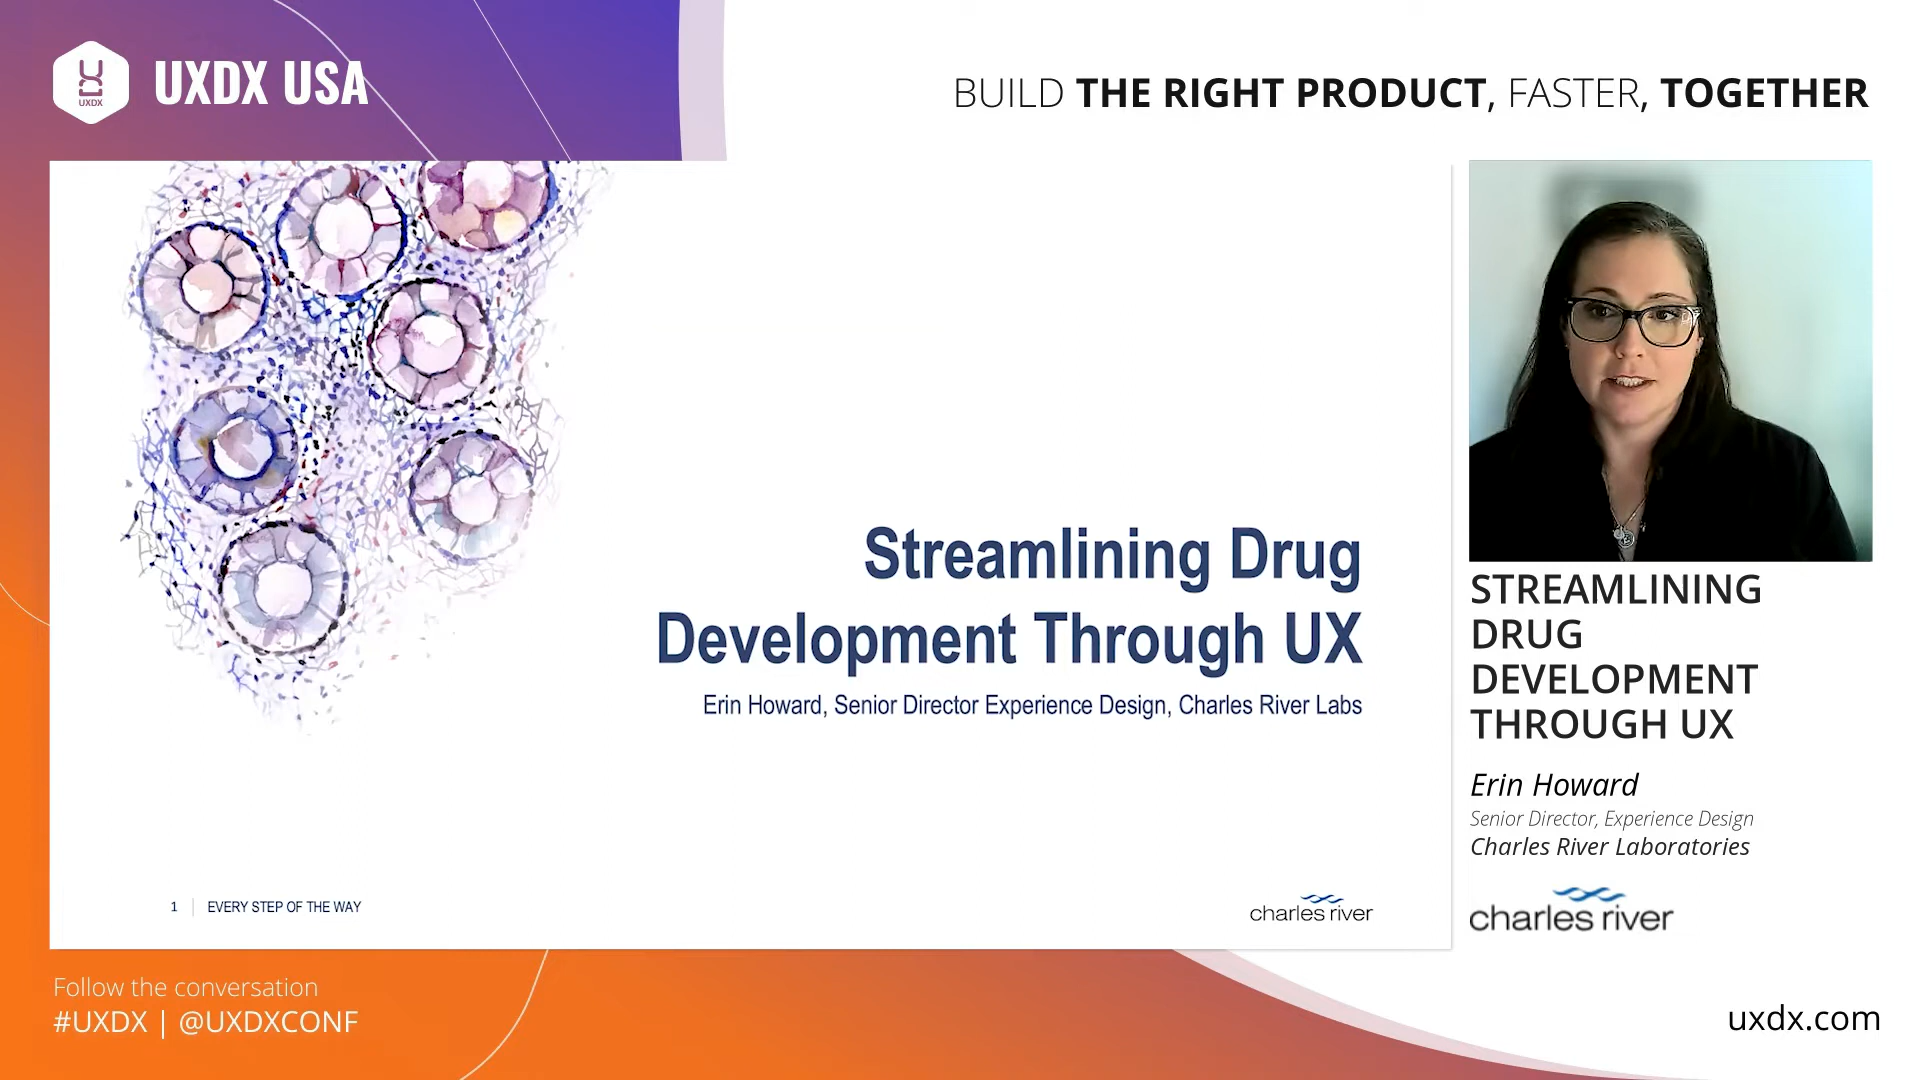 UXDX
UXDX USA
BUILD THE RIGHT PRODUCT, FASTER, TOGETHER
Streamlining Drug
Development Through UX
Erin Howard, Senior Director Experience Design, Charles River Labs
1 EVERY STEP OF THE WAY
charles river
STREAMLINING
DRUG
DEVELOPMENT
THROUGH UX
Erin Howard
Senior Director, Experience Design
Charles River Laboratories
charles river
Follow the conversation
#UXDX | @UXDXCONF
uxdx.com